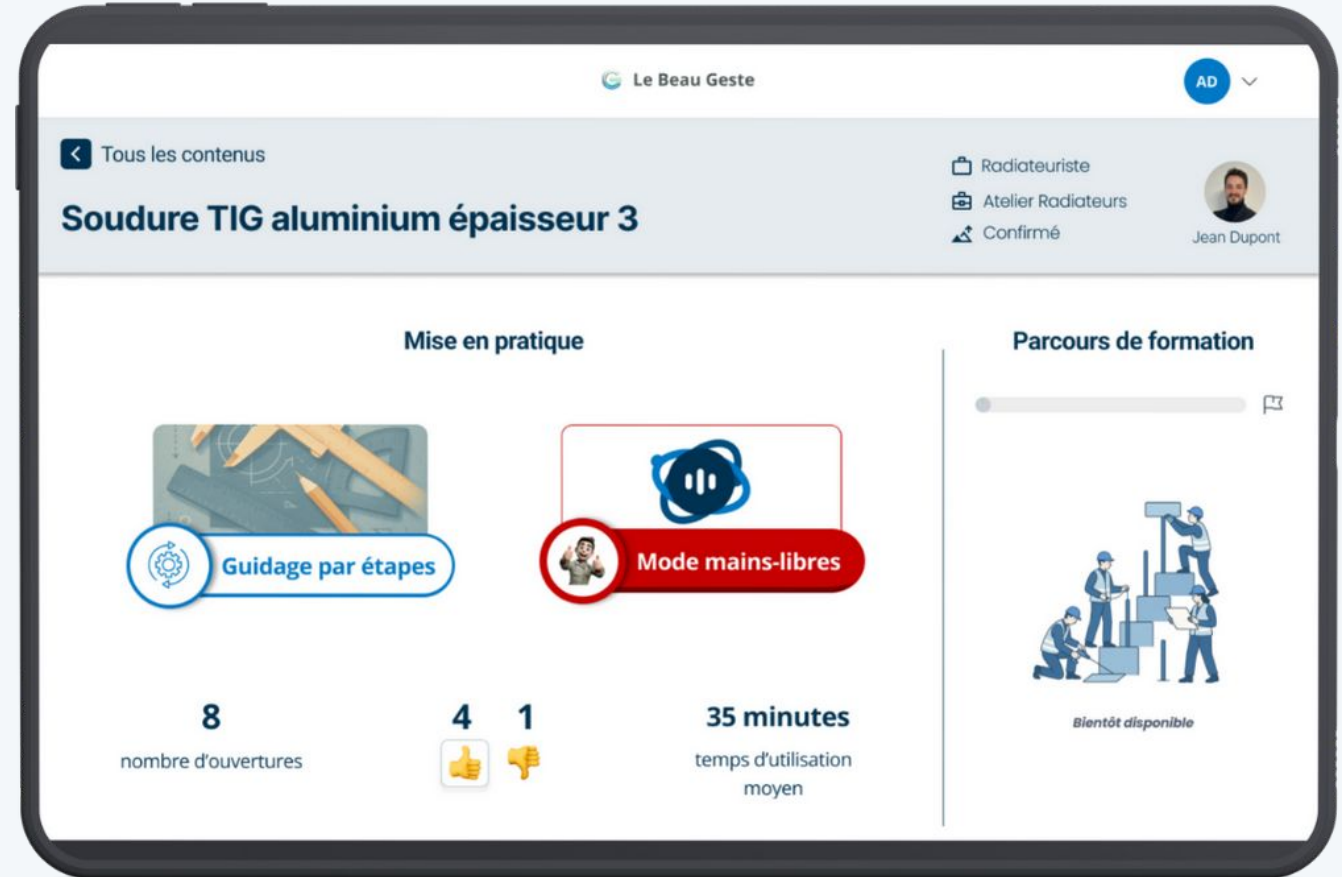 Le Beau Geste
AD
Tous les contenus
Soudure TIG aluminium épaisseur 3
Radiateuriste
Atelier Radiateurs
Confirmé
Jean Dupont
Mise en pratique
Guidage par étapes
Mode mains-libres
8
nombre d'ouvertures
4
1
35 minutes
temps d'utilisation
moyen
Parcours de formation
Bientôt disponible